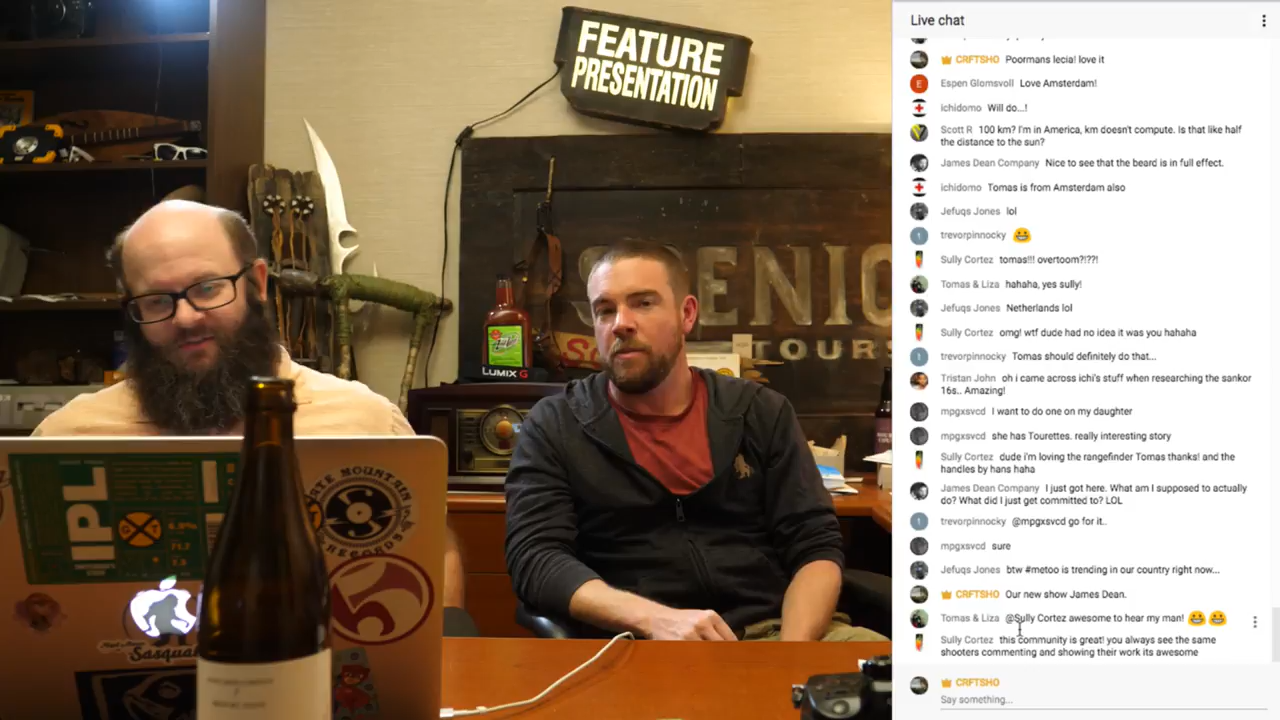 FEATURE
PRESENTATION
ENIC
TOURS
LUMIX G
IPL
STATE MOUNTAIN
RECORDS
Sasquatch
Live chat
CRFTSHO Poormans lecia! love it
E Espen Glomsvoll Love Amsterdam!
ichidomo Will do...!
Scott R 100 km? I'm in America, km doesn't compute. Is that like half
the distance to the sun?
James Dean Company Nice to see that the beard is in full effect.
ichidomo Tomas is from Amsterdam also
Jefuqs Jones lol
trevorpinnocky 😀
Sully Cortez tomas!!! overtoom?!??!
Tomas & Liza hahaha, yes sully!
Jefuqs Jones Netherlands lol
Sully Cortez omg! wtf dude had no idea it was you hahaha
trevorpinnocky Tomas should definitely do that...
Tristan John oh i came across ichi's stuff when researching the sankor
16s.. Amazing!
mpgxsvcd I want to do one on my daughter
mpgxsvcd she has Tourettes. really interesting story
Sully Cortez dude i'm loving the rangefinder Tomas thanks! and the
handles by hans haha
James Dean Company I just got here. What am I supposed to actually
do? What did I just get committed to? LOL
trevorpinnocky @mpgxsvcd go for it..
mpgxsvcd sure
Jefuqs Jones btw #metoo is trending in our country right now...
CRFTSHO Our new show James Dean.
Tomas & Liza @Sully Cortez awesome to hear my man! 😀 😀
Sully Cortez this community is great! you always see the same
shooters commenting and showing their work its awesome
CRFTSHO
Say something...